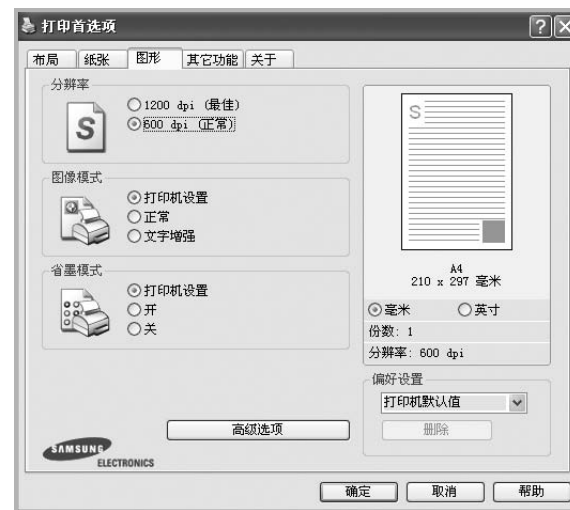 打印首选项
布局 纸张 图形 其它功能 关于
分辨率
1200 dpi (最佳)
600 dpi (正常)
S
图像模式
打印机设置
正常
文字增强
省墨模式
打印机设置
开
关
高级选项
SAMSUNG
ELECTRONICS
S
A4
210 x 297 毫米
毫米 英寸
份数: 1
分辨率: 600 dpi
偏好设置
打印机默认值
删除
确定 取消 帮助